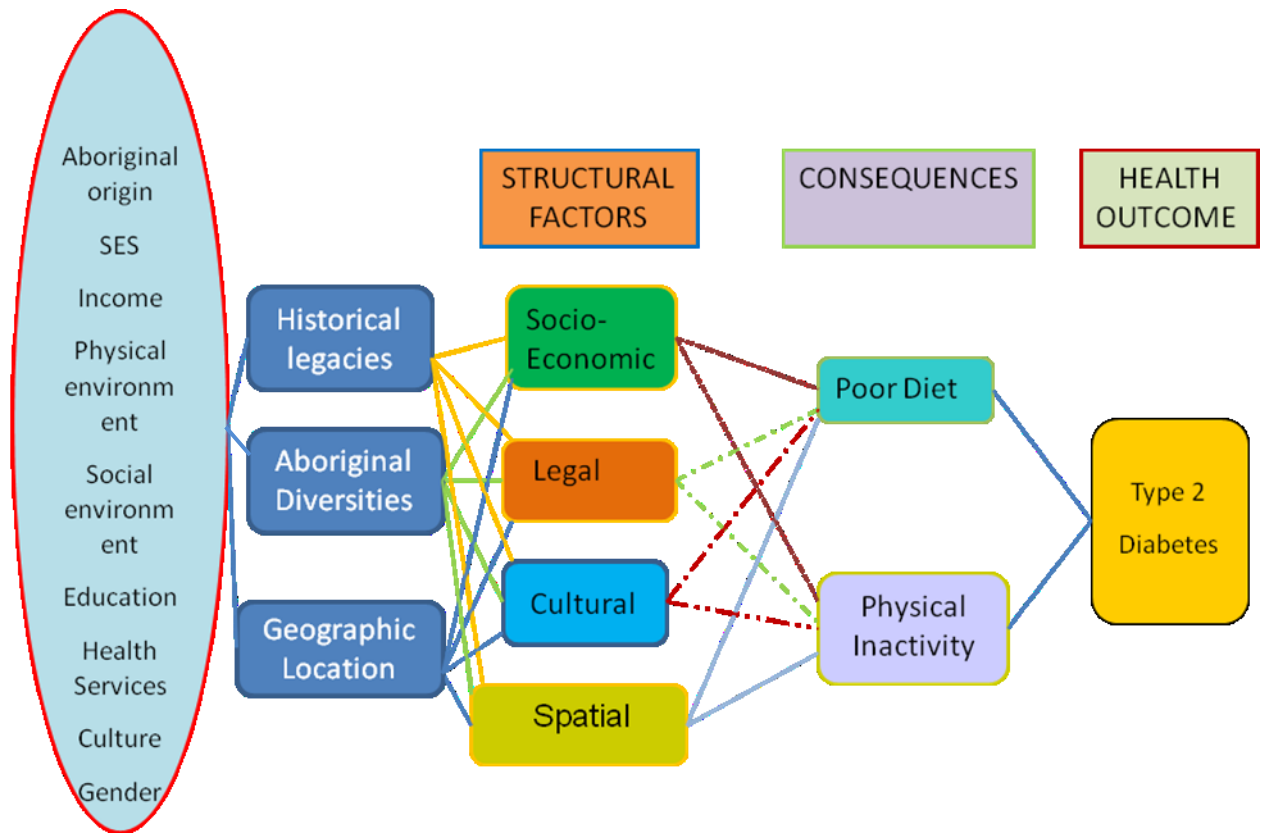 Aboriginal
origin
SES
Income
Physical
environm
ent
Social
environm
ent
Education
Health
Services
Culture
Gender
Historical
legacies
Aboriginal
Diversities
Geographic
Location
STRUCTURAL
FACTORS
Socio-
Economic
Legal
Cultural
Spatial
CONSEQUENCES
Poor Diet
Physical
Inactivity
HEALTH
OUTCOME
Type 2
Diabetes